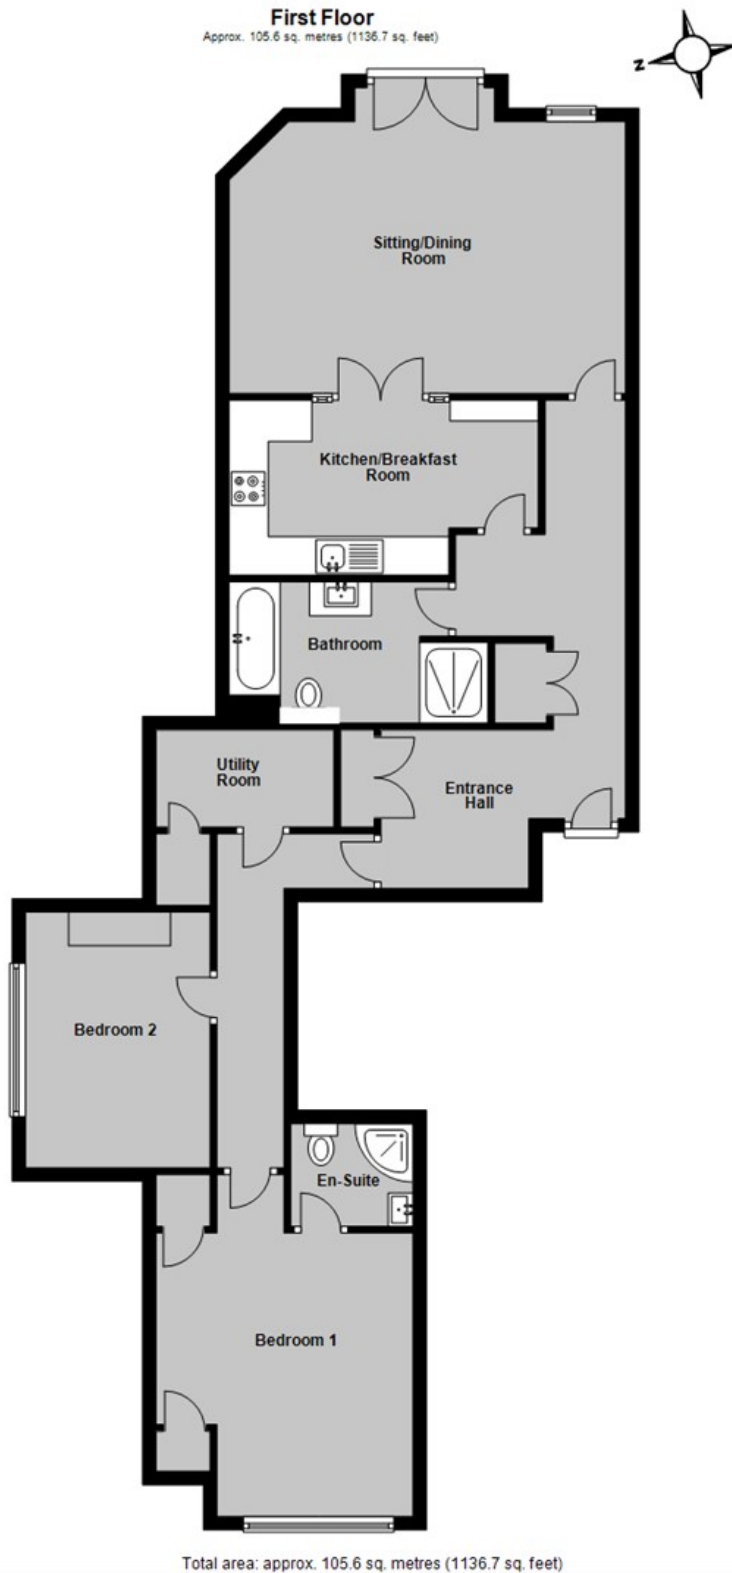 First Floor
Approx. 105.6 sq. metres (1136.7 sq. feet)
N
Sitting/Dining
Room
Kitchen/Breakfast
Room
Bathroom
Utility
Room
Entrance
Hall
Bedroom 2
En-Suite
Bedroom 1
Total area: approx. 105.6 sq. metres (1136.7 sq. feet)